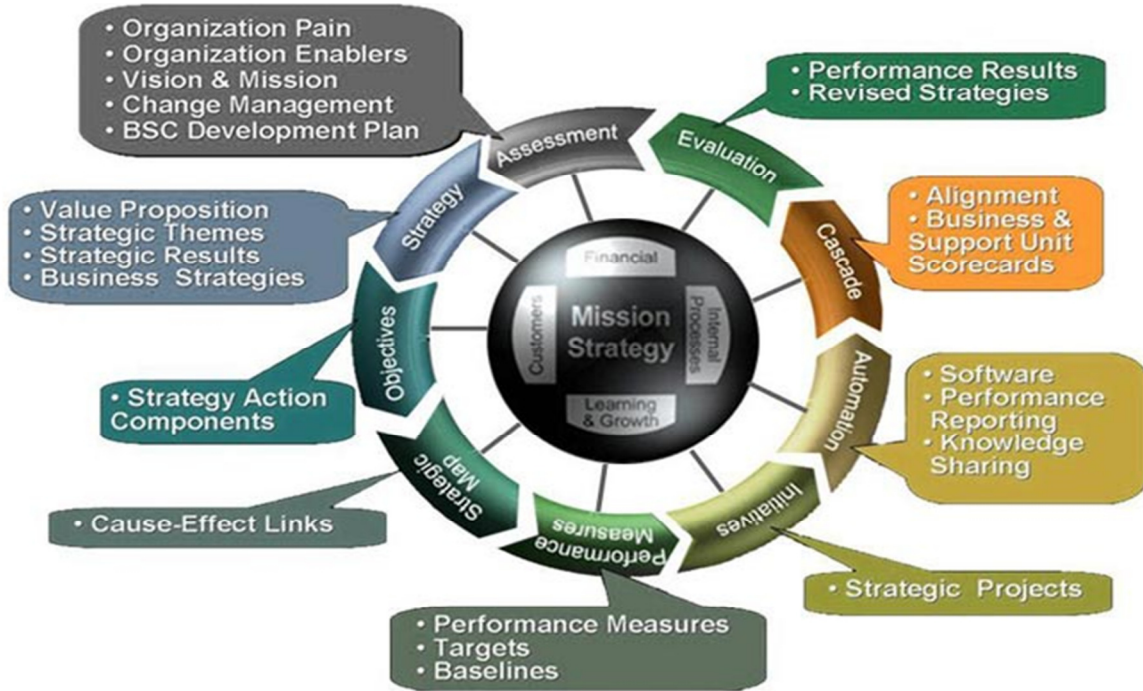 • Organization Pain
• Organization Enablers
• Vision & Mission
• Change Management
• BSC Development Plan
• Performance Results
• Revised Strategies
Assessment
Evaluation
Strategy
Cascade
• Value Proposition
• Strategic Themes
• Strategic Results
• Business Strategies
• Alignment
• Business &
Support Unit
Scorecards
Financial
Customers
Mission
Strategy
Internal
Processes
Learning
& Growth
Objectives
Automation
• Strategy Action
Components
• Software
• Performance
Reporting
• Knowledge
Sharing
Strategic
Map
Initiatives
Performance
Measures
• Cause-Effect Links
• Strategic Projects
• Performance Measures
• Targets
• Baselines